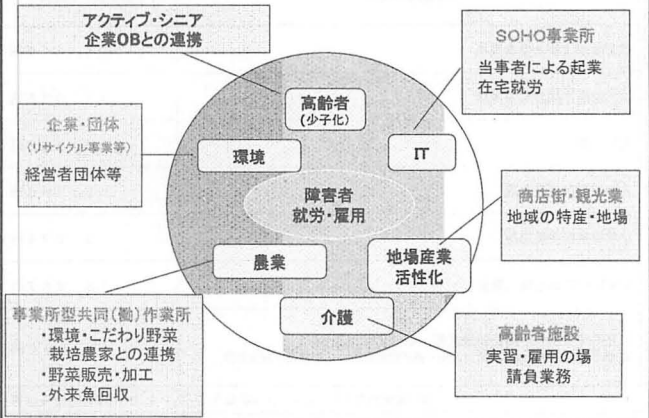 アクティブ・シニア
企業OBとの連携
SOHO事業所
当事者による起業
在宅就労
高齢者
(少子化)
企業・団体
(リサイクル事業等)
経営者団体等
環境
IT
障害者
就労・雇用
商店街・観光業
地域の特産・地場
農業
地場産業
活性化
事業所型共同(働)作業所
・環境・こだわり野菜
栽培農家との連携
・野菜販売・加工
・外来魚回収
介護
高齢者施設
実習・雇用の場
請負業務